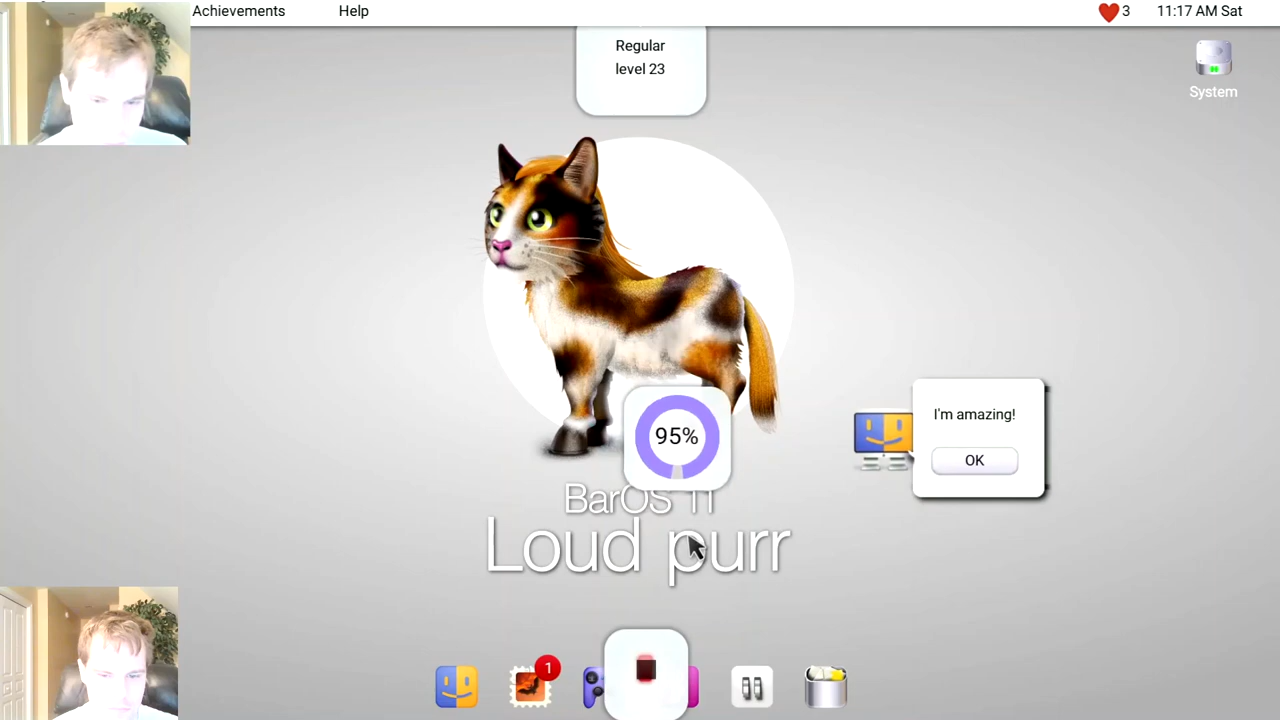 Achievements Help 3 11:17 AM Sat
Regular
level 23
System
I'm amazing!
OK
95%
BarOS 11
Loud purr
1